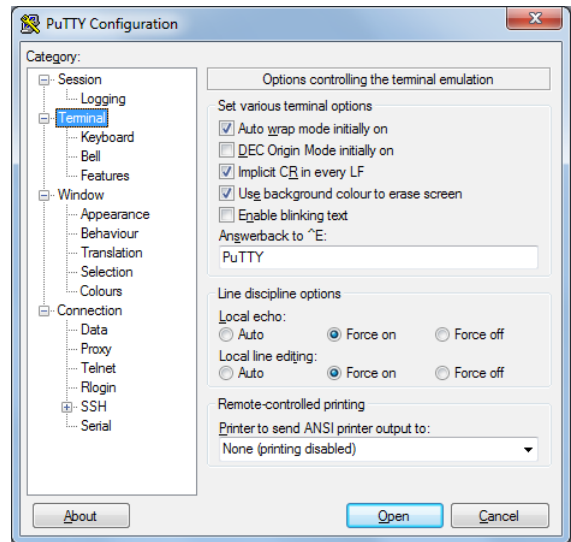 PuTTY Configuration
Category:
Session
Logging
Terminal
Keyboard
Bell
Features
Window
Appearance
Behaviour
Translation
Selection
Colours
Connection
Data
Proxy
Telnet
Rlogin
SSH
Serial
Options controlling the terminal emulation
Set various terminal options
Auto wrap mode initially on
DEC Origin Mode initially on
Implicit CR in every LF
Use background colour to erase screen
Enable blinking text
Answerback to ^E:
PuTTY
Line discipline options
Local echo:
Auto Force on Force off
Local line editing:
Auto Force on Force off
Remote-controlled printing
Printer to send ANSI printer output to:
None (printing disabled)
About Open Cancel